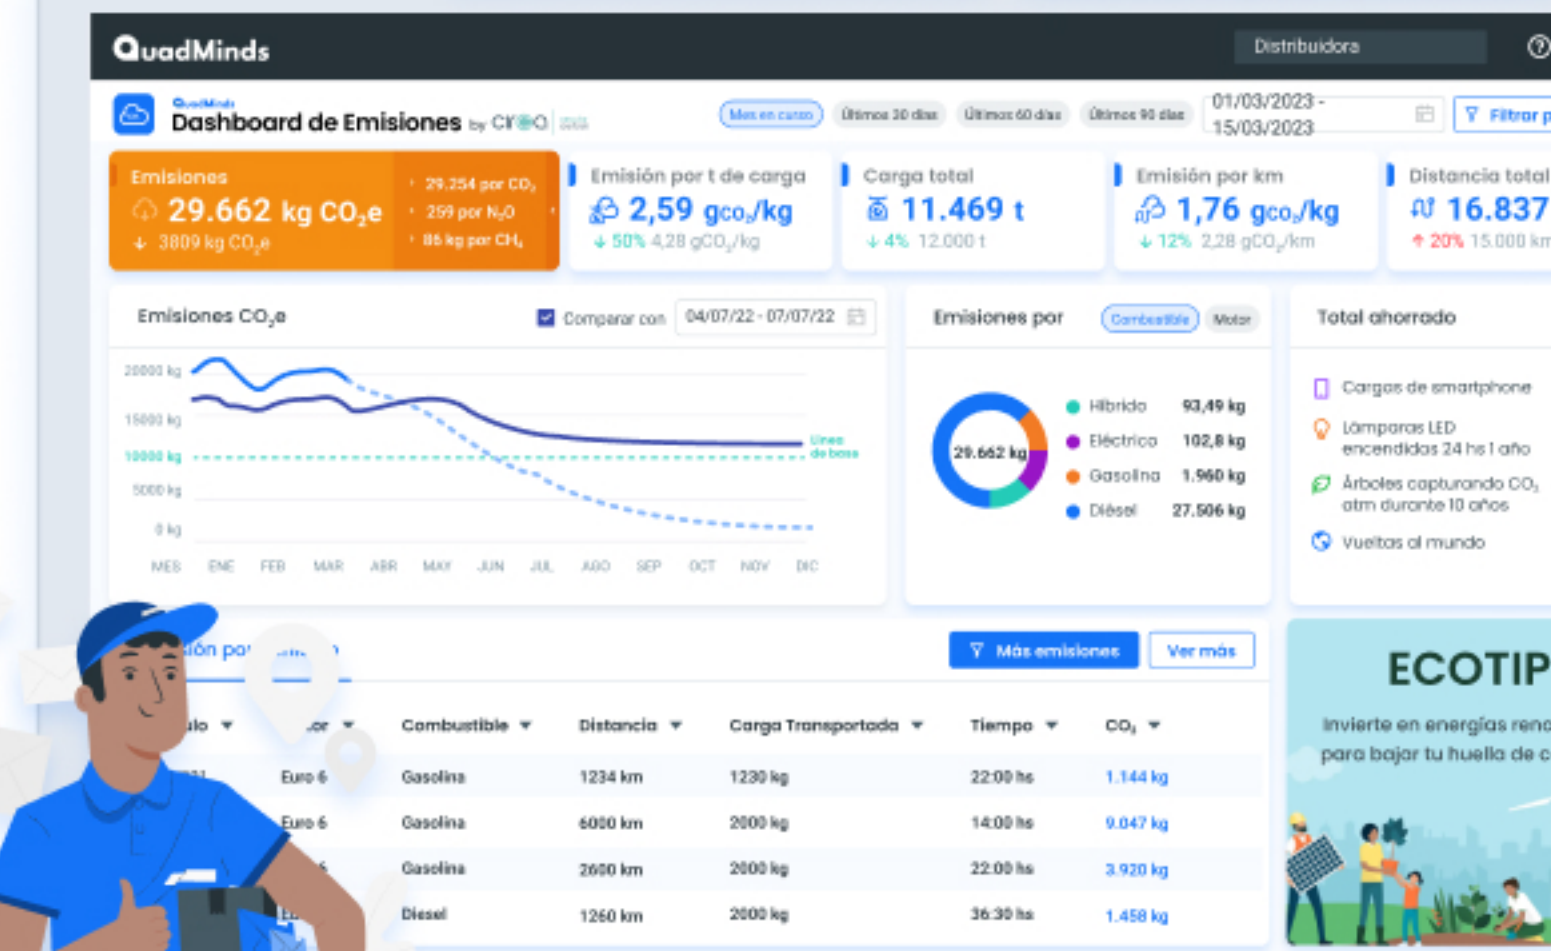 QuadMinds
Distribuidora
QuadMinds
Dashboard de Emisiones by
Mes en curso
Últimos 30 días
Últimos 60 días
Últimos 90 días
01/03/2023 -
15/03/2023
Filtrar p
Emisiones
29.662 kg CO₂e
3809 kg CO₂e
29.254 por CO₂
259 por N₂O
86 kg por CH₄
Emisión por t de carga
2,59 gco₂/kg
50% 4,28 gCO₂/kg
Carga total
11.469 t
4% 12.000 t
Emisión por km
1,76 gco₂/kg
12% 2,28 gCO₂/km
Distancia total
16.837
20% 15.000 km
Emisiones CO₂e
Comparar con
04/07/22 - 07/07/22
20000 kg
15000 kg
10000 kg
5000 kg
0 kg
Línea
de base
MES ENE FEB MAR ABR MAY JUN JUL AGO SEP OCT NOV DIC
Emisiones por
Combustible
Motor
29.662 kg
Híbrido 93,49 kg
Eléctrico 102,8 kg
Gasolina 1.960 kg
Diésel 27.506 kg
Total ahorrado
Cargas de smartphone
Lámparas LED
encendidas 24 hs 1 año
Árboles capturando CO₂
atm durante 10 años
Vueltas al mundo
ión po
Más emisiones
Ver más
ulo
or
Combustible
Distancia
Carga Transportada
Tiempo
CO₂
Euro 6 Gasolina 1234 km 1230 kg 22:00 hs 1.144 kg
Euro 6 Gasolina 6000 km 2000 kg 14:00 hs 9.047 kg
6 Gasolina 2600 km 2000 kg 22:00 hs 3.920 kg
Diesel 1260 km 2000 kg 36:30 hs 1.458 kg
ECOTIP
Invierte en energías reno
para bajar tu huella de c